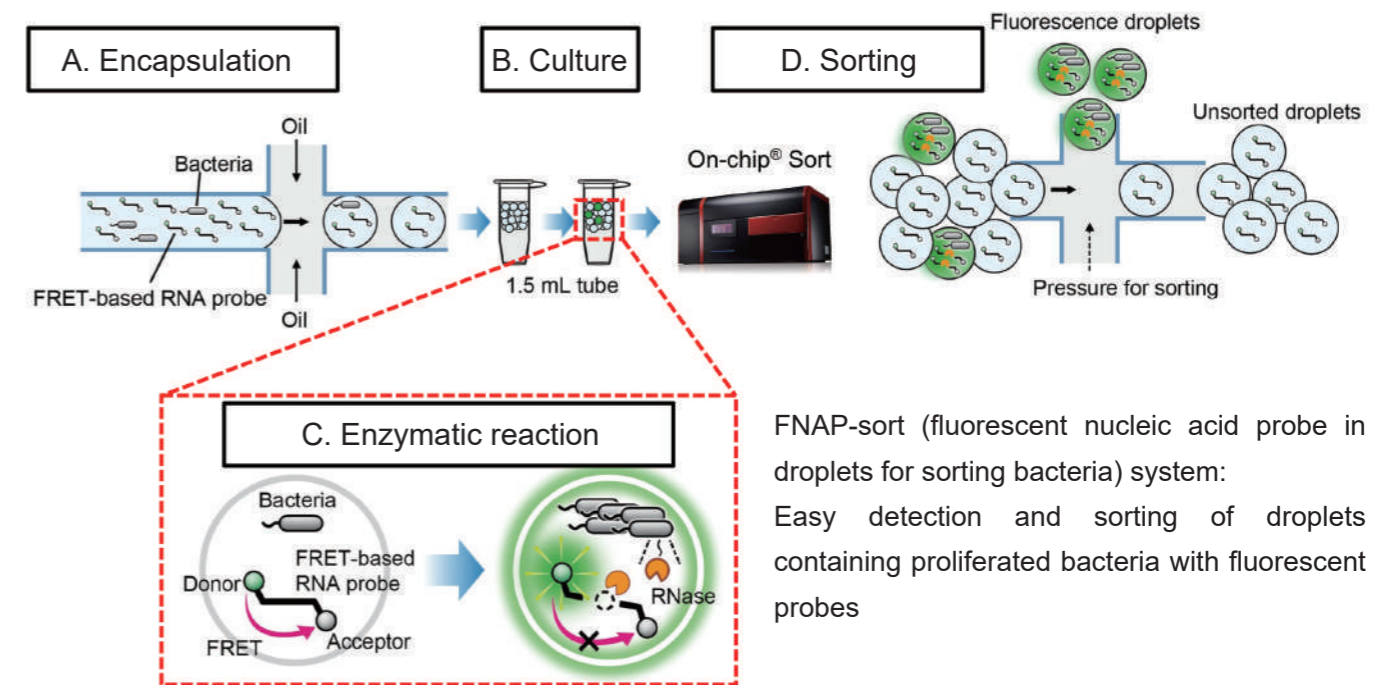 A. Encapsulation
Oil
Bacteria
FRET-based RNA probe
Oil
B. Culture
1.5 mL tube
On-chip® Sort
D. Sorting
Fluorescence droplets
Unsorted droplets
Pressure for sorting
C. Enzymatic reaction
Bacteria
FRET-based
RNA probe
Donor
FRET
Acceptor
RNase
FNAP-sort (fluorescent nucleic acid probe in
droplets for sorting bacteria) system:
Easy detection and sorting of droplets
containing proliferated bacteria with fluorescent
probes